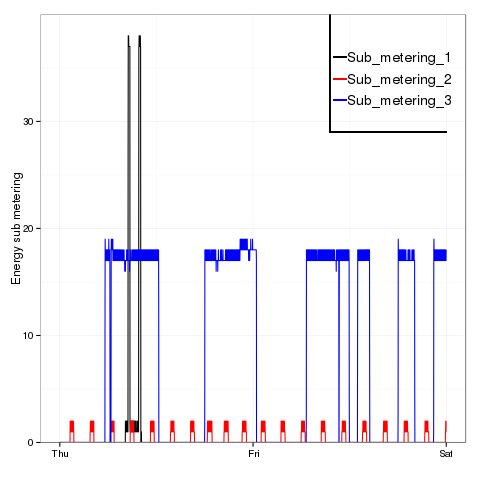 Sub_metering_1
Sub_metering_2
Sub_metering_3
Energy sub metering
30
20
10
0
Thu Fri Sat